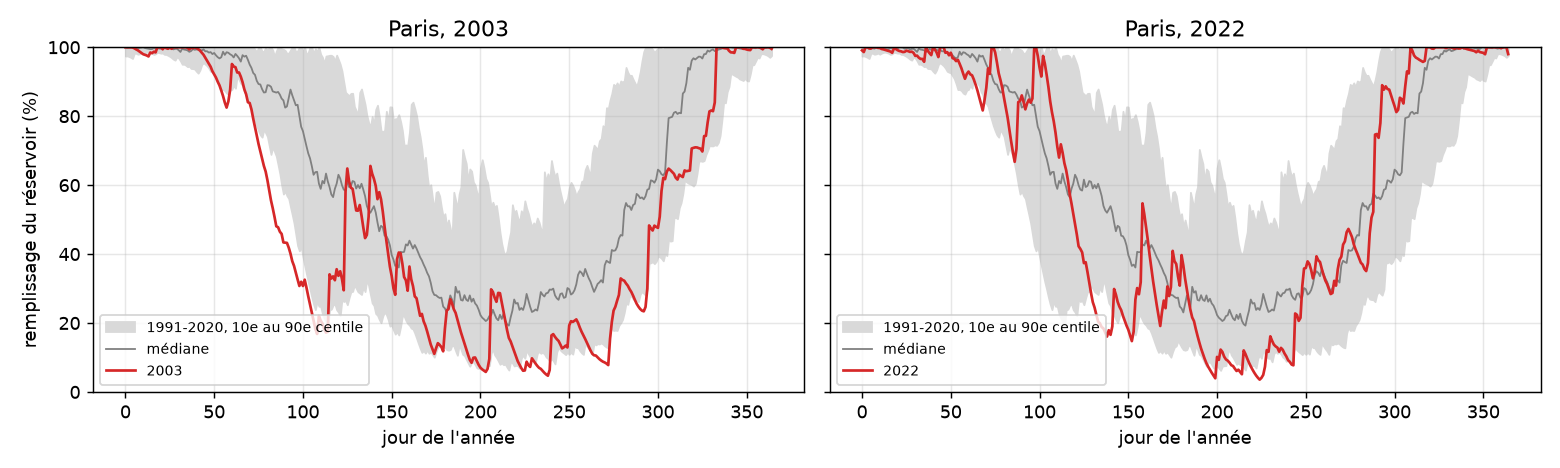 Paris, 2003
remplissage du réservoir (%)
100
80
60
40
20
0
1991-2020, 10e au 90e centile
médiane
2003
0 50 100 150 200 250 300 350
jour de l'année
Paris, 2022
1991-2020, 10e au 90e centile
médiane
2022
0 50 100 150 200 250 300 350
jour de l'année